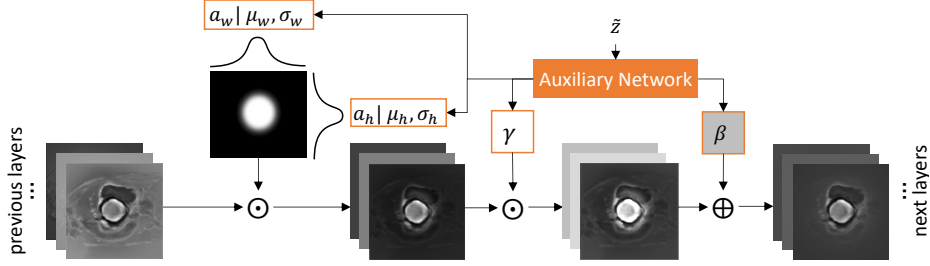 a_w | μ_w, σ_w
z̃
Auxiliary Network
a_h | μ_h, σ_h
γ
β
previous layers
...
⊙
⊙
⊕
...
next layers